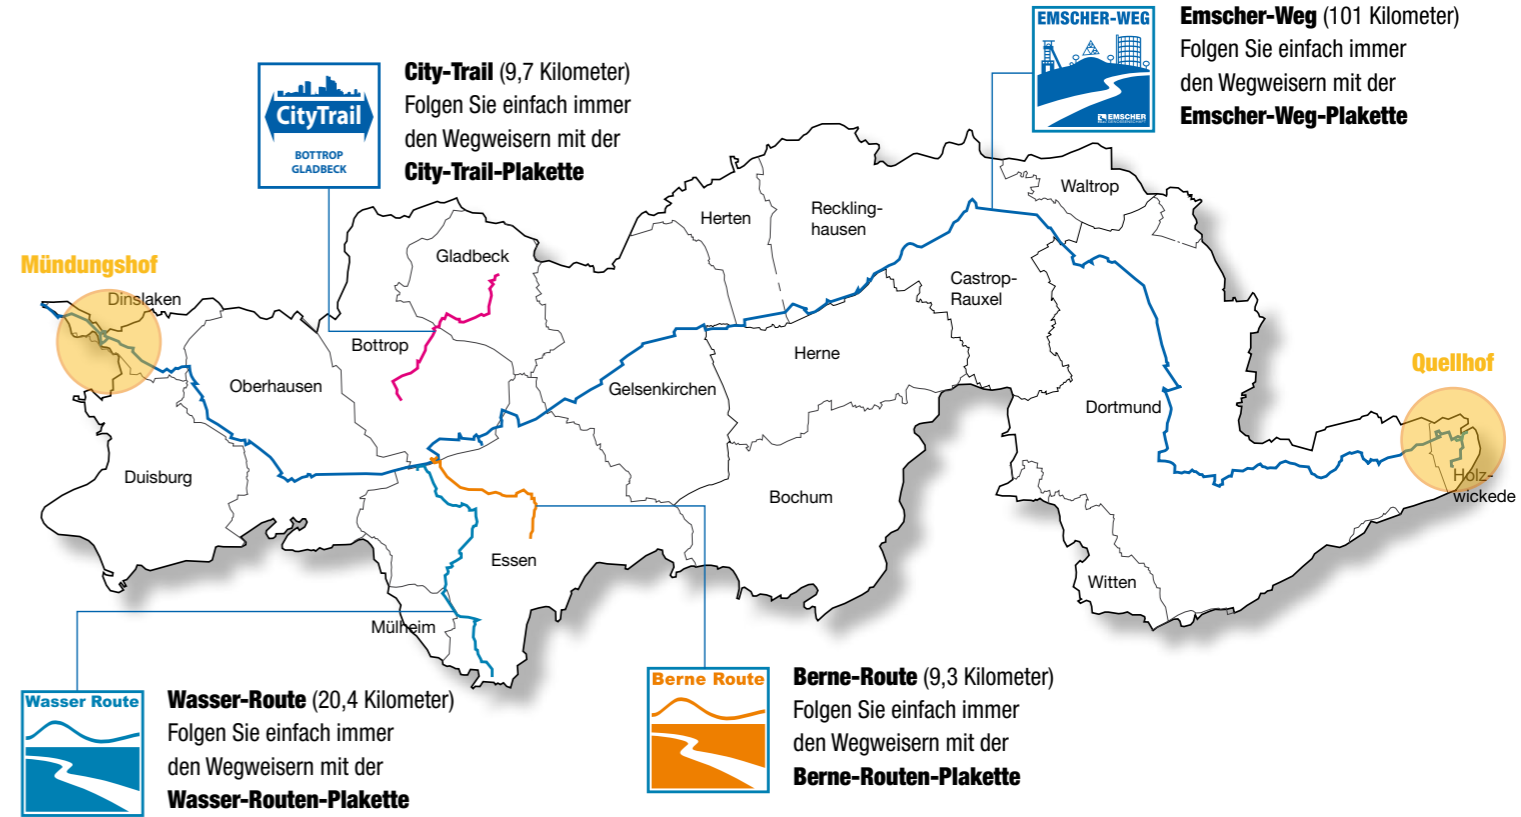 EMSCHER-WEG
EMSCHER
GENOSSENSCHAFT
Emscher-Weg (101 Kilometer)
Folgen Sie einfach immer
den Wegweisern mit der
Emscher-Weg-Plakette
CityTrail
BOTTROP
GLADBECK
City-Trail (9,7 Kilometer)
Folgen Sie einfach immer
den Wegweisern mit der
City-Trail-Plakette
Waltrop
Herten
Reckling-
hausen
Gladbeck
Mündungshof
Dinslaken
Castrop-
Rauxel
Bottrop
Herne
Oberhausen
Gelsenkirchen
Quellhof
Dortmund
Duisburg
Bochum
Holz-
wickede
Essen
Witten
Mülheim
Wasser Route
Wasser-Route (20,4 Kilometer)
Folgen Sie einfach immer
den Wegweisern mit der
Wasser-Routen-Plakette
Berne Route
Berne-Route (9,3 Kilometer)
Folgen Sie einfach immer
den Wegweisern mit der
Berne-Routen-Plakette